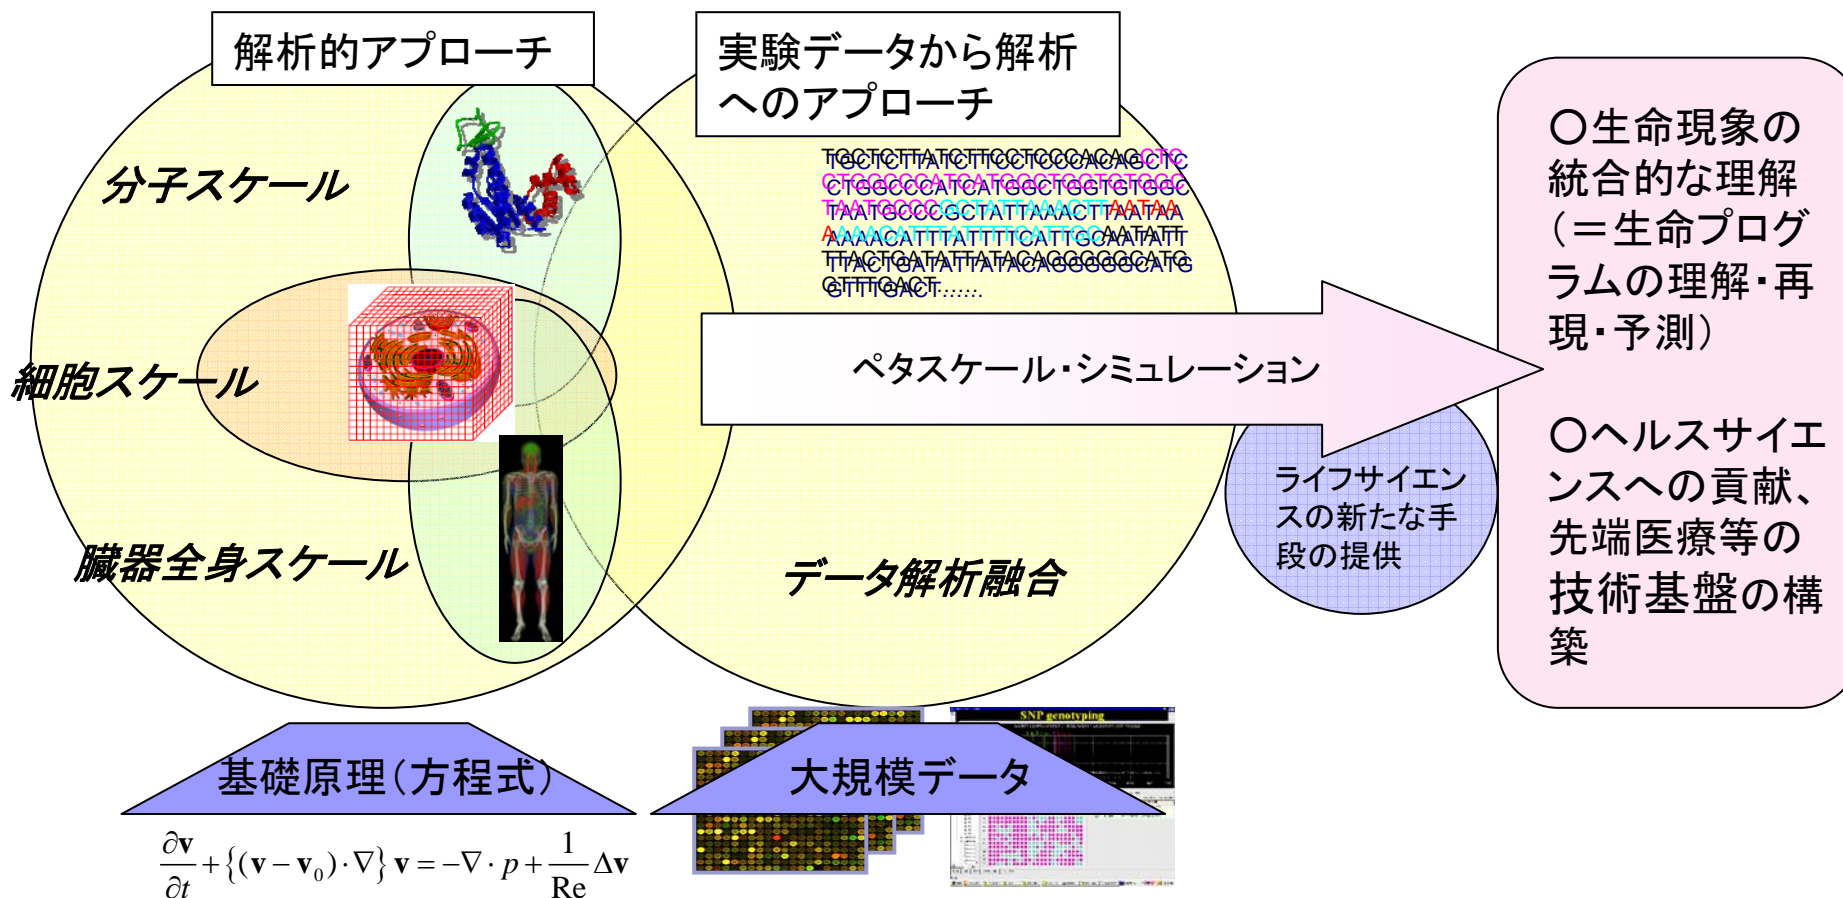 解析的アプローチ
実験データから解析
へのアプローチ
分子スケール
TGCTCTTATCTTCCTCCCACAGCTC
CTGGCCCATCATGGCTGGTGTGGC
TAATGCCCGCTATTAAACTTAATAA
AAAACATTTATTTTCATTGCAATATT
TTACTGATATTATACAGGGGGCATG
GTTTGACT......
細胞スケール
ペタスケール・シミュレーション
臓器全身スケール
データ解析融合
ライフサイエン
スの新たな手
段の提供
〇生命現象の
統合的な理解
(＝生命プログ
ラムの理解・再
現・予測)
〇ヘルスサイエ
ンスへの貢献、
先端医療等の
技術基盤の構
築
基礎原理(方程式)
大規模データ
SNP genotyping
∂v/∂t + {(v − v₀)·∇} v = −∇·p + 1/Re Δv